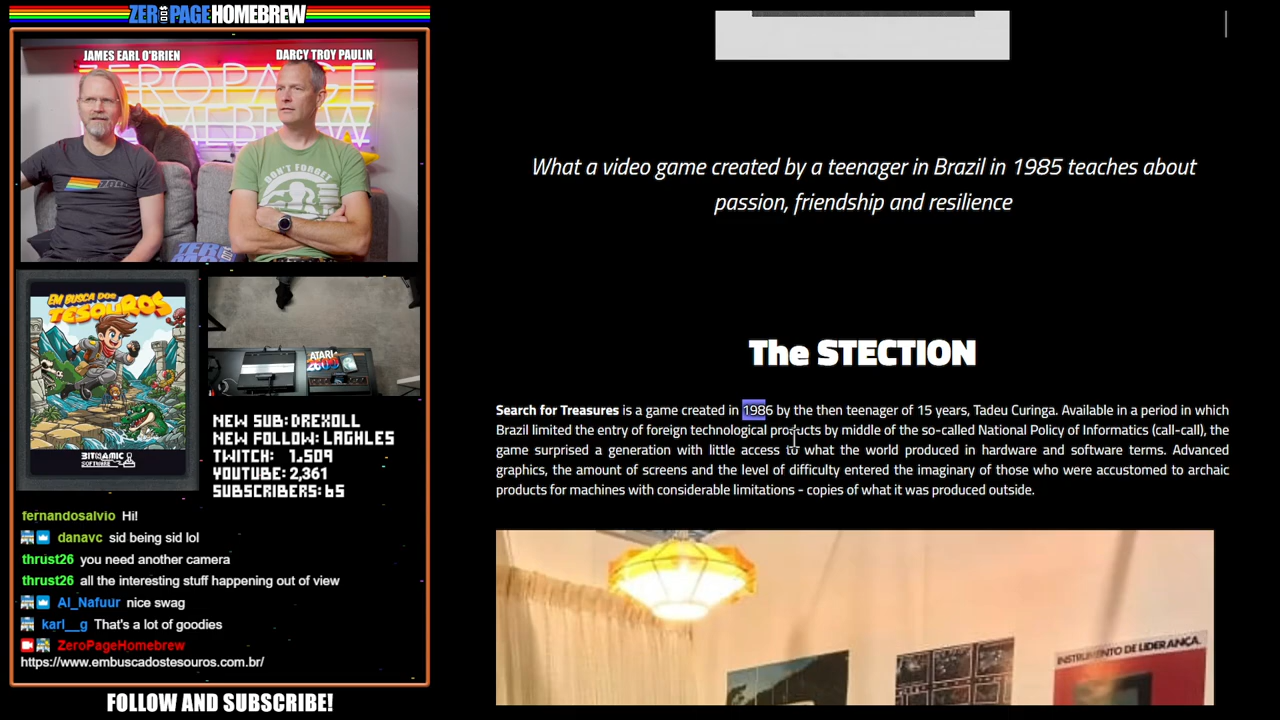 ZEROPAGEHOMEBREW
JAMES EARL O'BRIEN
DARCY TROY PAULIN
ZEROPAGE
HOMEBREW
DON'T FORGET
EM BUSCA DOS
TESOUROS
BITNAMIC
SOFTWARE
ATARI
2600
NEW SUB: DREXOLL
NEW FOLLOW: LAGHLES
TWITCH: 1,509
YOUTUBE: 2,361
SUBSCRIBERS: 65
fernandosalvio Hi!
danavc sid being sid lol
thrust26 you need another camera
thrust26 all the interesting stuff happening out of view
Al_Nafuur nice swag
karl__g That's a lot of goodies
ZeroPageHomebrew
https://www.embuscadostesouros.com.br/
FOLLOW AND SUBSCRIBE!
What a video game created by a teenager in Brazil in 1985 teaches about
passion, friendship and resilience
The STECTION
Search for Treasures is a game created in 1986 by the then teenager of 15 years, Tadeu Curinga. Available in a period in which
Brazil limited the entry of foreign technological products by middle of the so-called National Policy of Informatics (call-call), the
game surprised a generation with little access to what the world produced in hardware and software terms. Advanced
graphics, the amount of screens and the level of difficulty entered the imaginary of those who were accustomed to archaic
products for machines with considerable limitations - copies of what it was produced outside.
INSTRUMENTO DE LIDERANÇA.